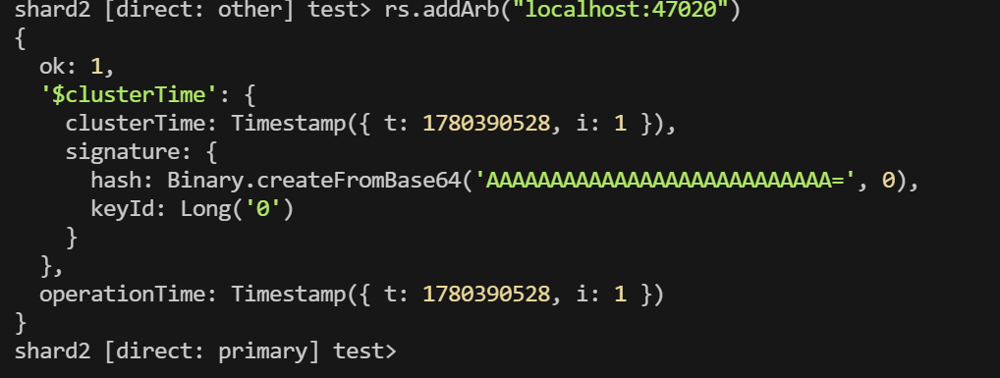 shard2 [direct: other] test> rs.addArb("localhost:47020")
{
  ok: 1,
  '$clusterTime': {
    clusterTime: Timestamp({ t: 1780390528, i: 1 }),
    signature: {
      hash: Binary.createFromBase64('AAAAAAAAAAAAAAAAAAAAAAAAAAA=', 0),
      keyId: Long('0')
    }
  },
  operationTime: Timestamp({ t: 1780390528, i: 1 })
}
shard2 [direct: primary] test>